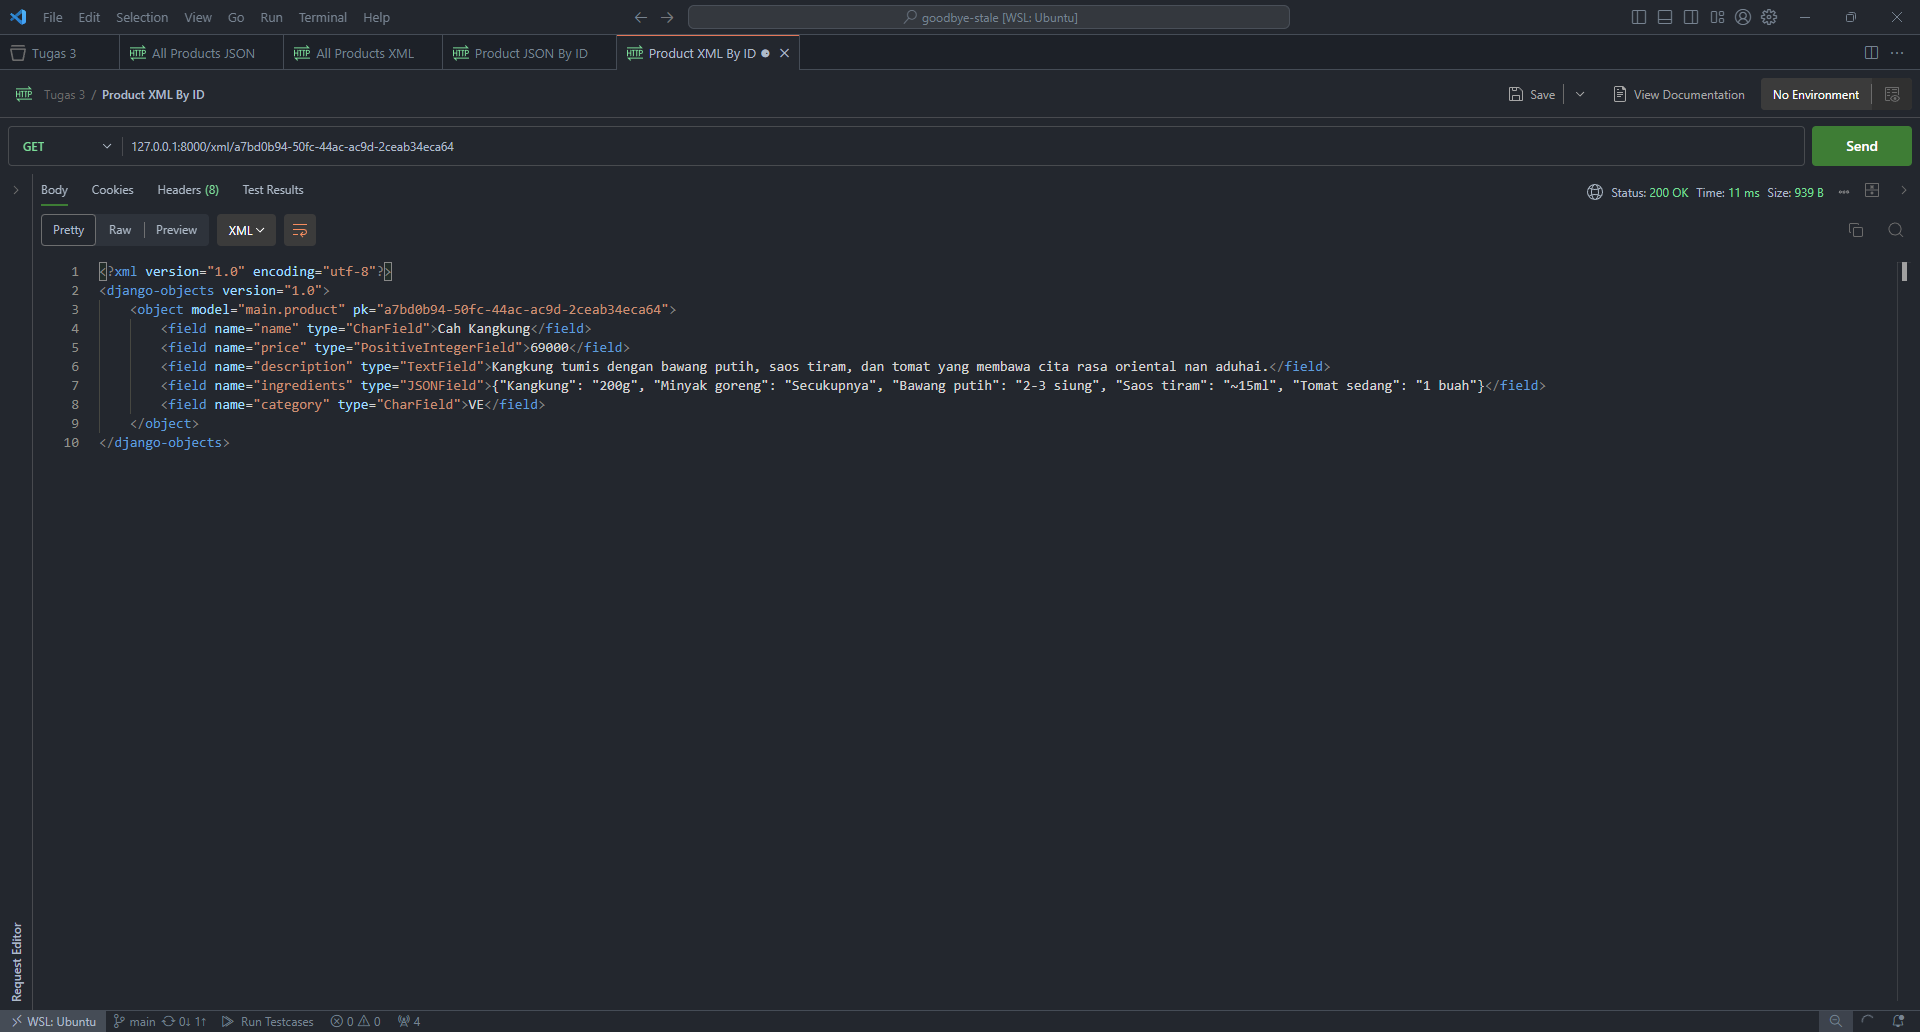 File Edit Selection View Go Run Terminal Help
goodbye-stale [WSL: Ubuntu]
Tugas 3
HTTP All Products JSON
HTTP All Products XML
HTTP Product JSON By ID
HTTP Product XML By ID
HTTP Tugas 3 / Product XML By ID
Save
View Documentation
No Environment
GET
127.0.0.1:8000/xml/a7bd0b94-50fc-44ac-ac9d-2ceab34eca64
Send
Body Cookies Headers (8) Test Results
Status: 200 OK Time: 11 ms Size: 939 B
Pretty Raw Preview XML
1 <?xml version="1.0" encoding="utf-8"?>
2 <django-objects version="1.0">
3 <object model="main.product" pk="a7bd0b94-50fc-44ac-ac9d-2ceab34eca64">
4 <field name="name" type="CharField">Cah Kangkung</field>
5 <field name="price" type="PositiveIntegerField">69000</field>
6 <field name="description" type="TextField">Kangkung tumis dengan bawang putih, saos tiram, dan tomat yang membawa cita rasa oriental nan aduhai.</field>
7 <field name="ingredients" type="JSONField">{"Kangkung": "200g", "Minyak goreng": "Secukupnya", "Bawang putih": "2-3 siung", "Saos tiram": "~15ml", "Tomat sedang": "1 buah"}</field>
8 <field name="category" type="CharField">VE</field>
9 </object>
10 </django-objects>
Request Editor
WSL: Ubuntu main 0↓ 1↑ Run Testcases 0 0 4